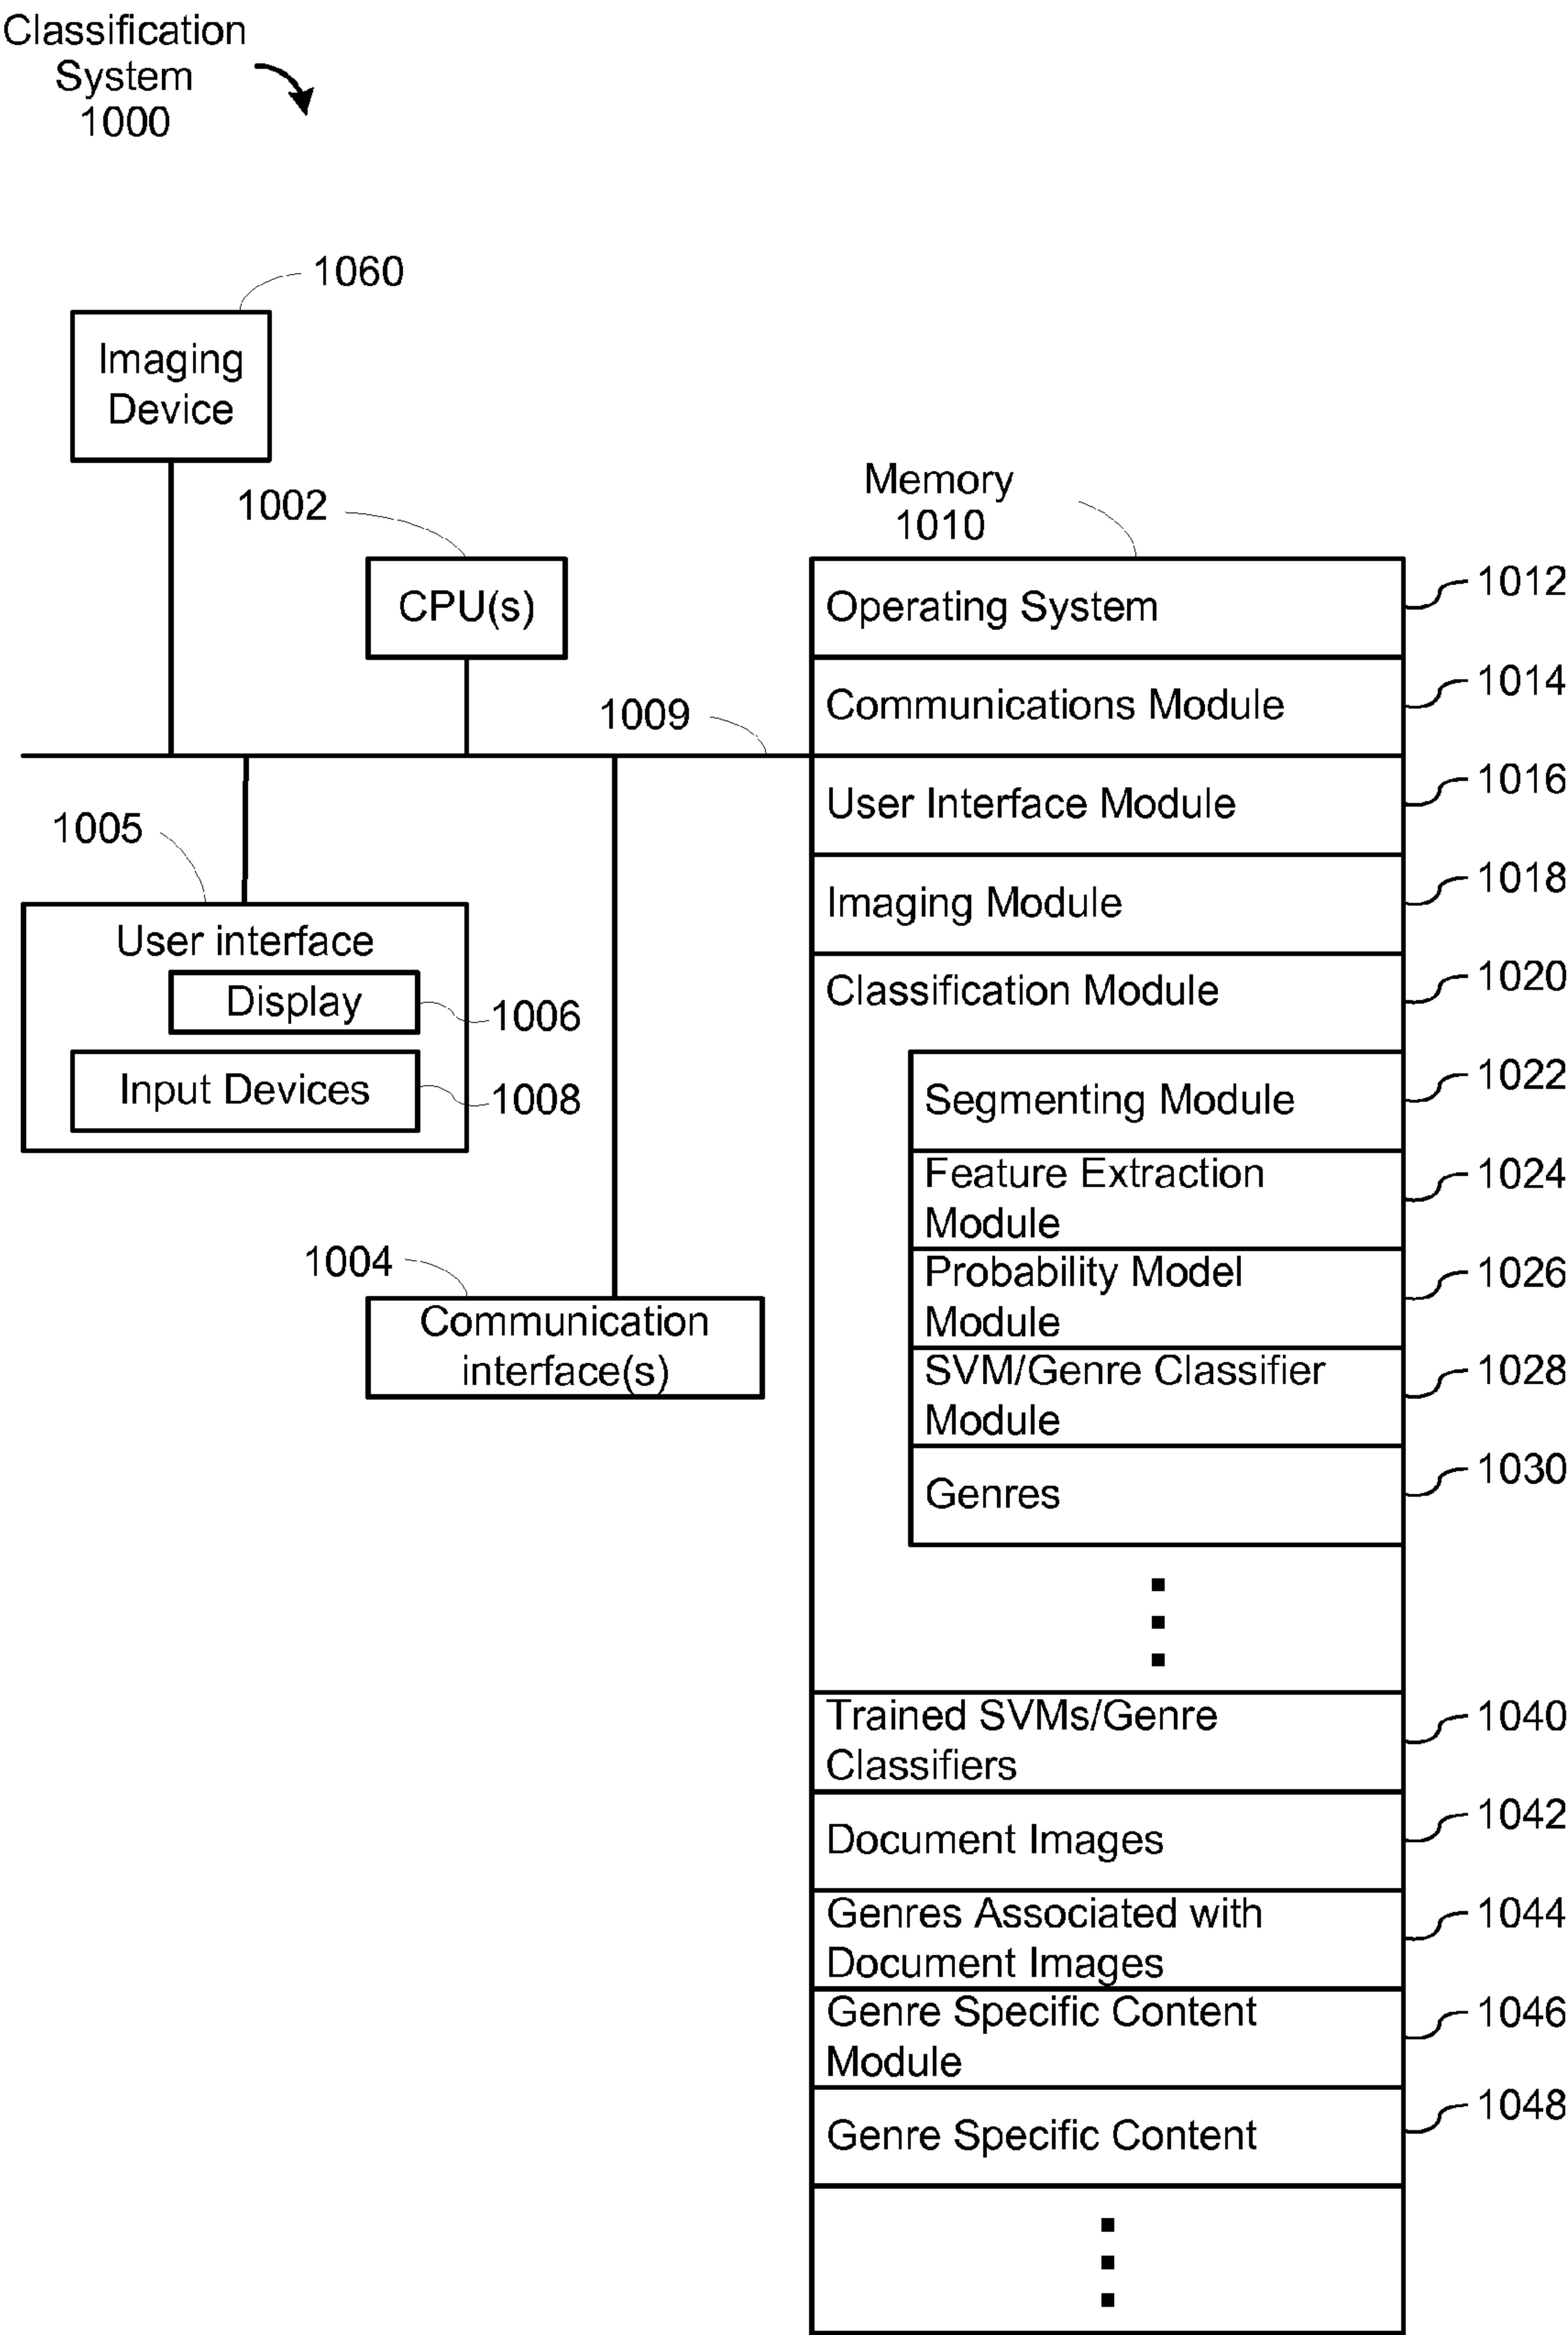 Classification
System
1000
1060
Imaging
Device
1002
CPU(s)
1009
1005
User interface
Display
1006
Input Devices
1008
1004
Communication
interface(s)
Memory
1010
Operating System
1012
Communications Module
1014
User Interface Module
1016
Imaging Module
1018
Classification Module
1020
Segmenting Module
1022
Feature Extraction
Module
1024
Probability Model
Module
1026
SVM/Genre Classifier
Module
1028
Genres
1030
Trained SVMs/Genre
Classifiers
1040
Document Images
1042
Genres Associated with
Document Images
1044
Genre Specific Content
Module
1046
Genre Specific Content
1048